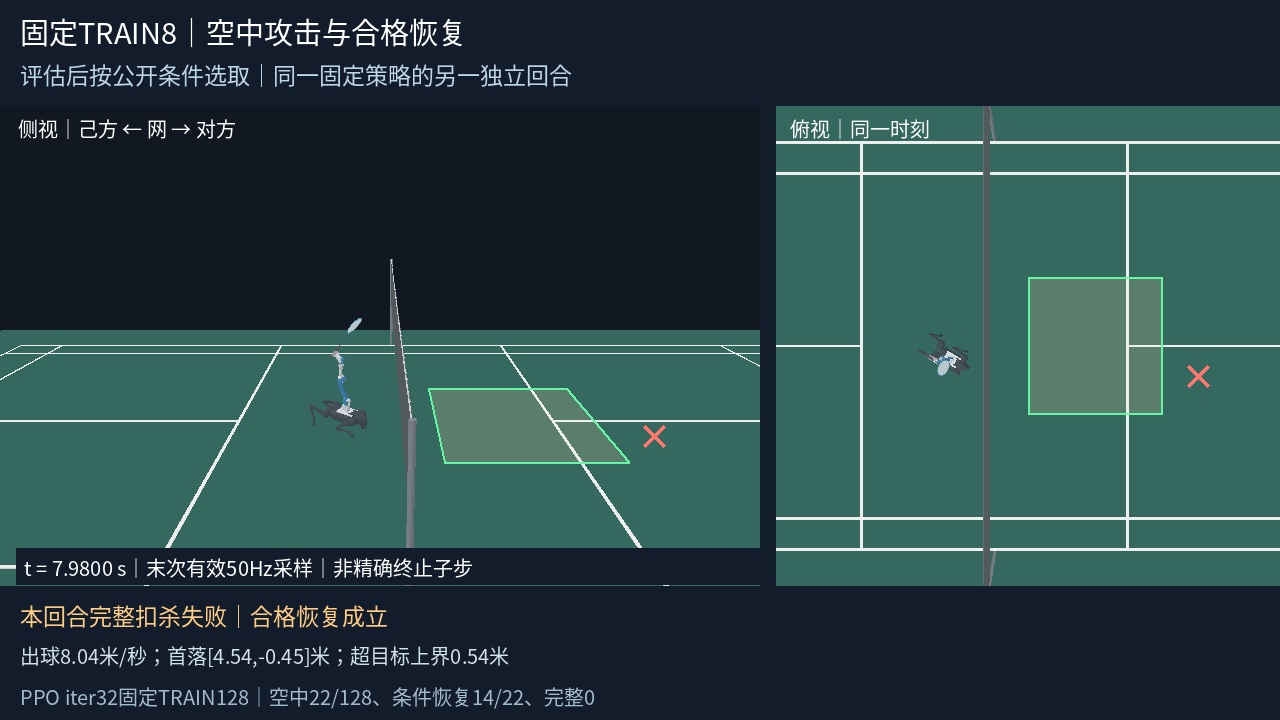 固定TRAIN8｜空中攻击与合格恢复
评估后按公开条件选取｜同一固定策略的另一独立回合
侧视｜己方 ← 网 → 对方
俯视｜同一时刻
t = 7.9800 s｜末次有效50Hz采样｜非精确终止子步
本回合完整扣杀失败｜合格恢复成立
出球8.04米/秒；首落[4.54,-0.45]米；超目标上界0.54米
PPO iter32固定TRAIN128｜空中22/128、条件恢复14/22、完整0